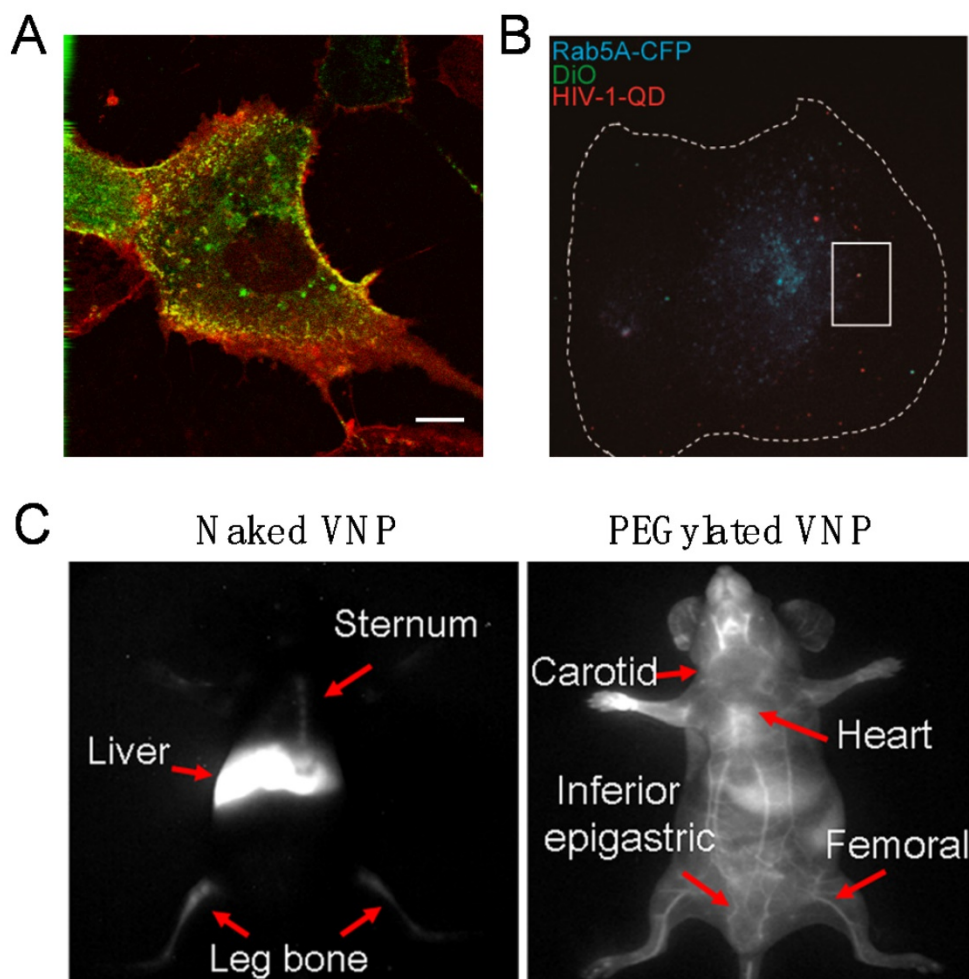 A
B
Rab5A-CFP
DiO
HIV-1-QD
C
Naked VNP
PEGylated VNP
Sternum
Liver
Leg bone
Carotid
Heart
Inferior
epigastric
Femoral